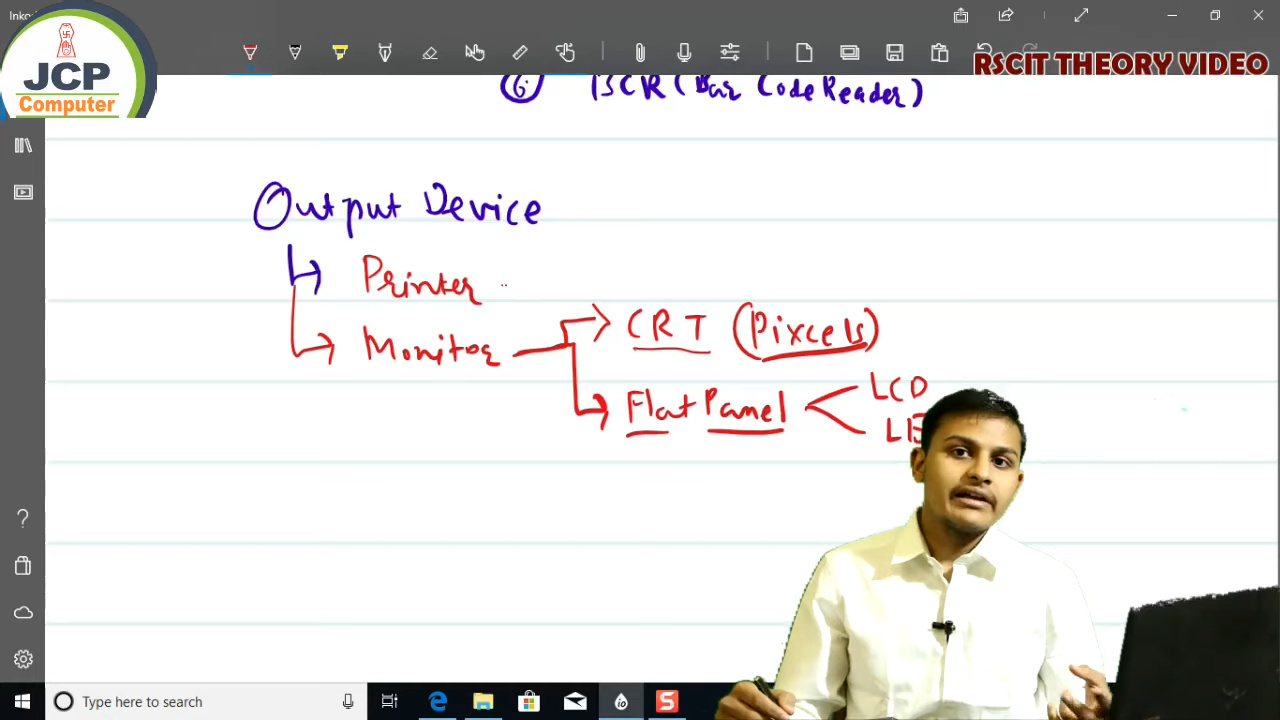 JCP
Computer
RSCIT THEORY VIDEO
6. BCR (Bar Code Reader)
Output Device
Printer
Monitor
CRT (Pixcels)
Flat Panel
LCD
Type here to search